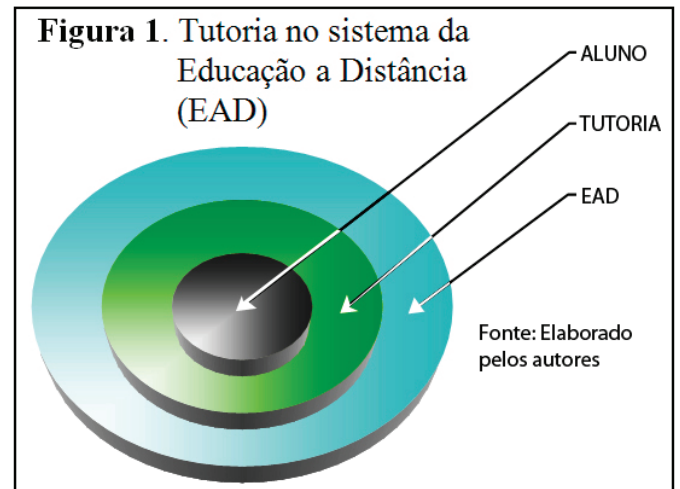 Figura 1. Tutoria no sistema da
Educação a Distância
(EAD)
ALUNO
TUTORIA
EAD
Fonte: Elaborado
pelos autores